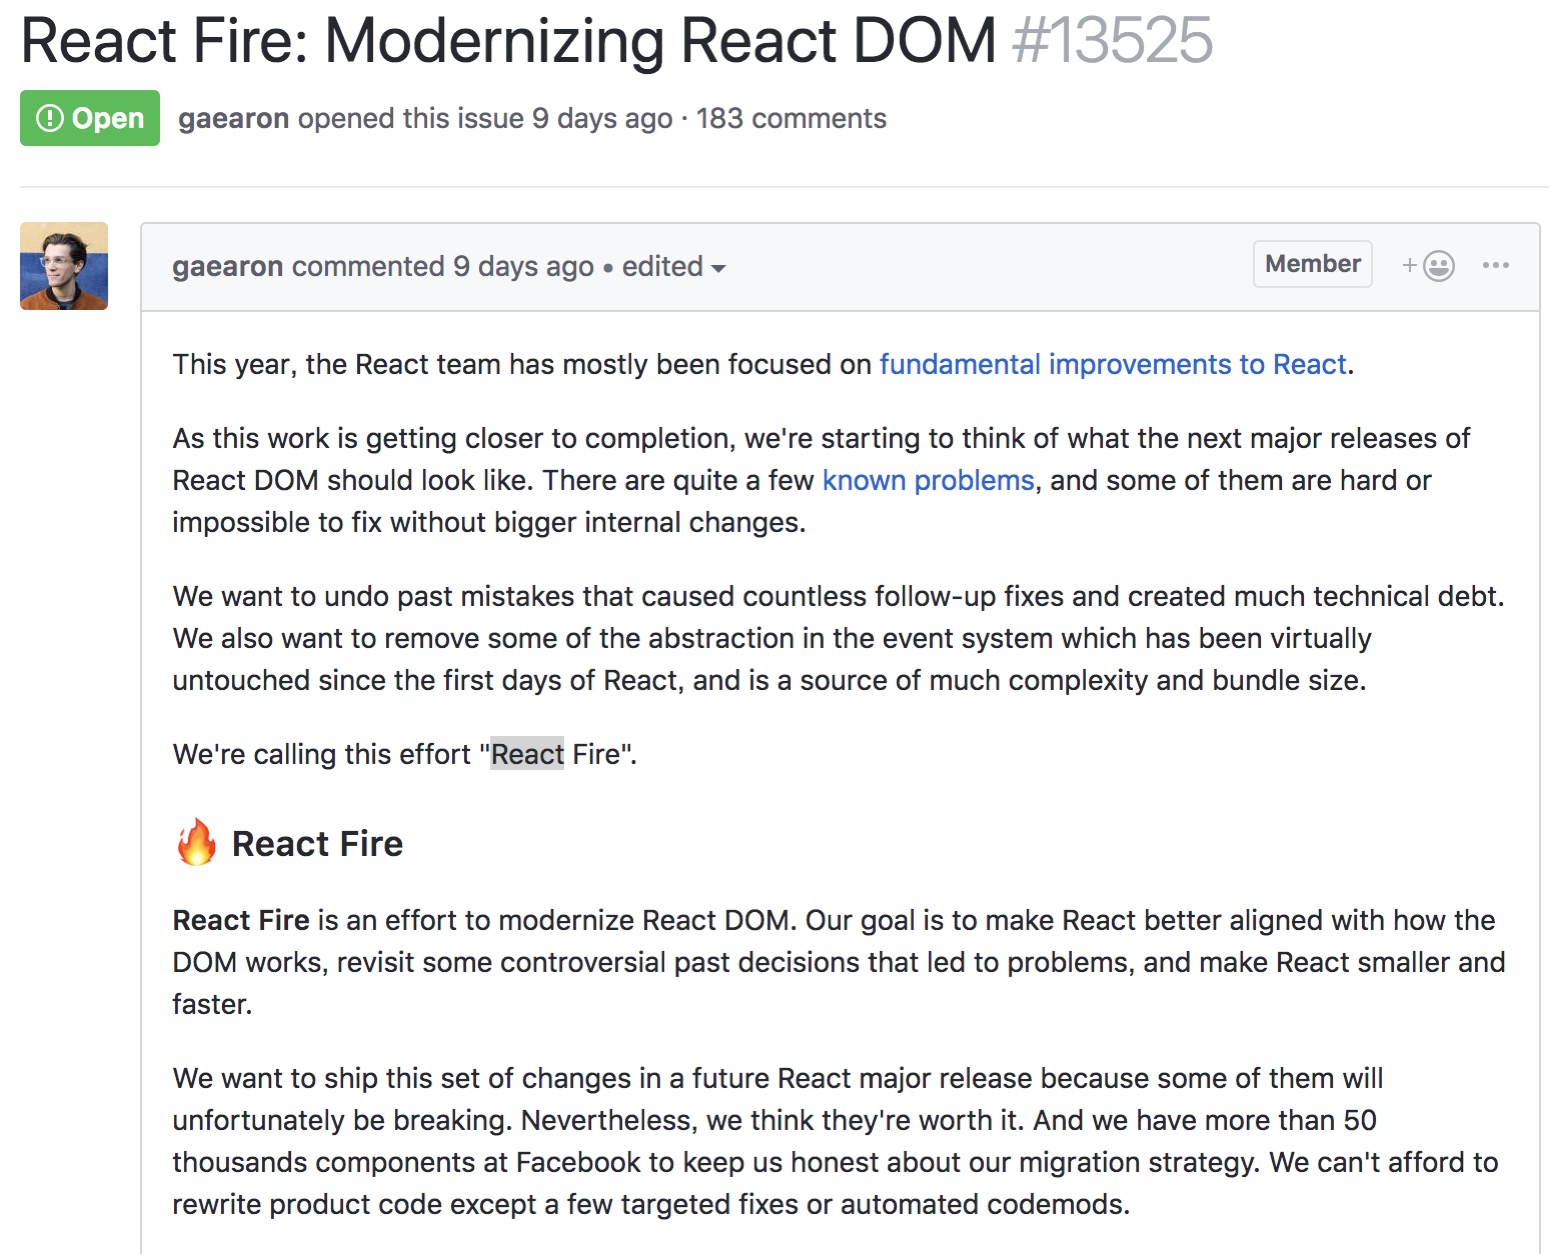 React Fire: Modernizing React DOM #13525
Open gaearon opened this issue 9 days ago · 183 comments
gaearon commented 9 days ago • edited Member
This year, the React team has mostly been focused on fundamental improvements to React.
As this work is getting closer to completion, we're starting to think of what the next major releases of
React DOM should look like. There are quite a few known problems, and some of them are hard or
impossible to fix without bigger internal changes.
We want to undo past mistakes that caused countless follow-up fixes and created much technical debt.
We also want to remove some of the abstraction in the event system which has been virtually
untouched since the first days of React, and is a source of much complexity and bundle size.
We're calling this effort "React Fire".
🔥 React Fire
React Fire is an effort to modernize React DOM. Our goal is to make React better aligned with how the
DOM works, revisit some controversial past decisions that led to problems, and make React smaller and
faster.
We want to ship this set of changes in a future React major release because some of them will
unfortunately be breaking. Nevertheless, we think they're worth it. And we have more than 50
thousands components at Facebook to keep us honest about our migration strategy. We can't afford to
rewrite product code except a few targeted fixes or automated codemods.